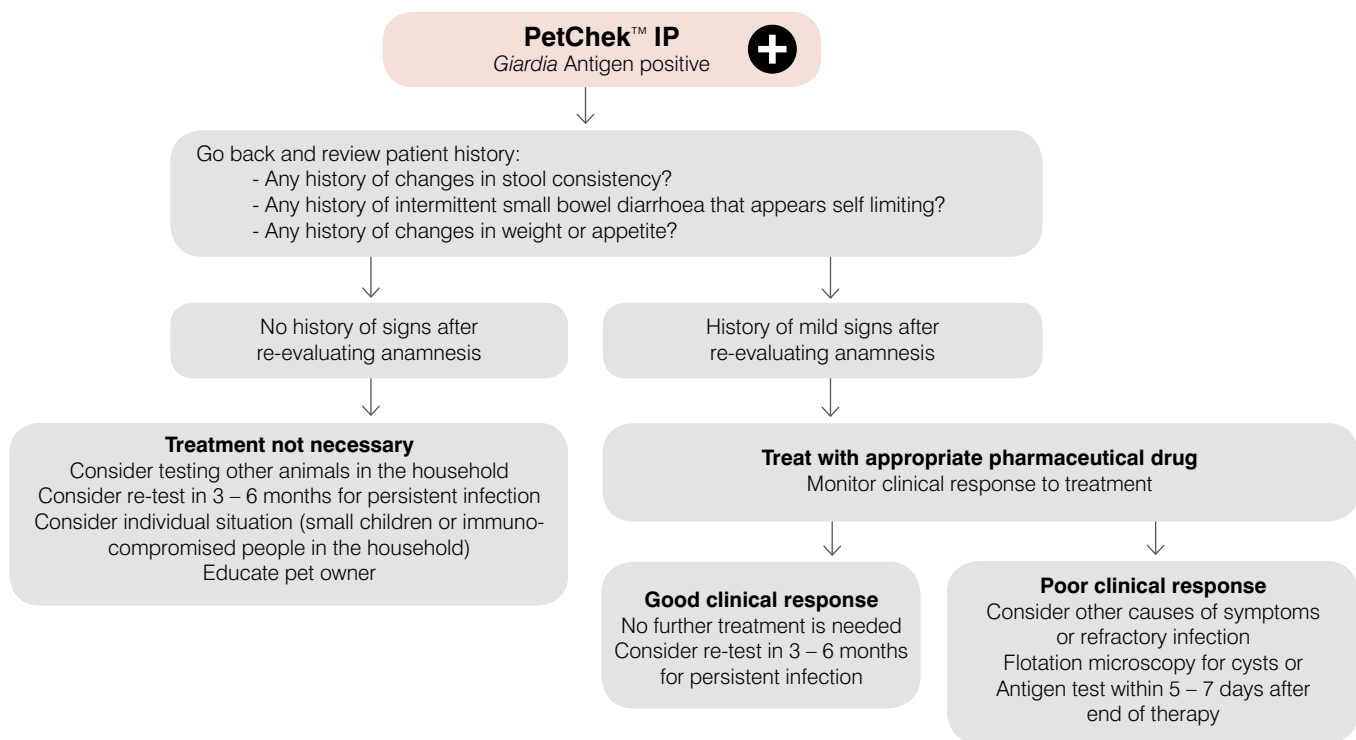 PetChek™ IP
Giardia Antigen positive
Go back and review patient history:
- Any history of changes in stool consistency?
- Any history of intermittent small bowel diarrhoea that appears self limiting?
- Any history of changes in weight or appetite?
No history of signs after
re-evaluating anamnesis
History of mild signs after
re-evaluating anamnesis
Treatment not necessary
Consider testing other animals in the household
Consider re-test in 3 – 6 months for persistent infection
Consider individual situation (small children or immuno-
compromised people in the household)
Educate pet owner
Treat with appropriate pharmaceutical drug
Monitor clinical response to treatment
Good clinical response
No further treatment is needed
Consider re-test in 3 – 6 months
for persistent infection
Poor clinical response
Consider other causes of symptoms
or refractory infection
Flotation microscopy for cysts or
Antigen test within 5 – 7 days after
end of therapy